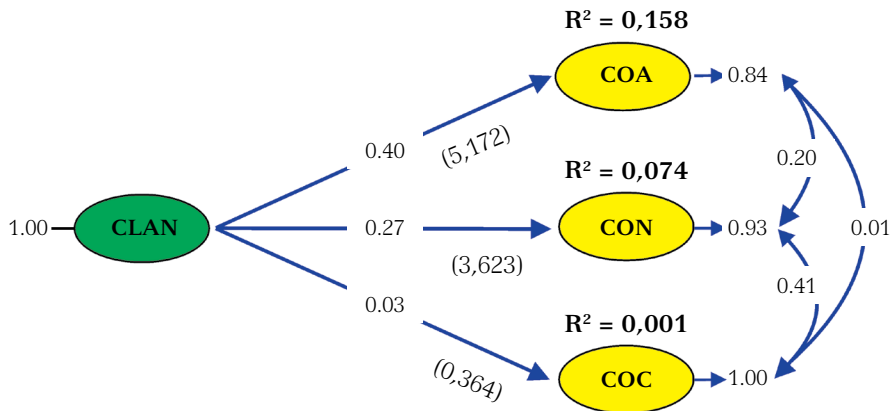 R² = 0,158
COA
0.84
0.40
(5,172)
0.20
R² = 0,074
1.00
CLAN
0.27
CON
0.93
0.01
(3,623)
0.03
0.41
R² = 0,001
(0,364)
COC
1.00